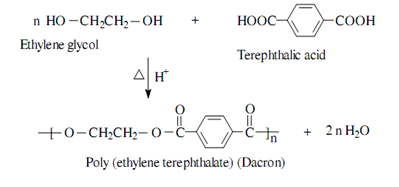 n HO–CH₂CH₂–OH + HOOC COOH
Ethylene glycol Terephthalic acid
△ H⁺
O O
O–CH₂CH₂–O–C C n + 2 n H₂O
Poly (ethylene terephthalate) (Dacron)